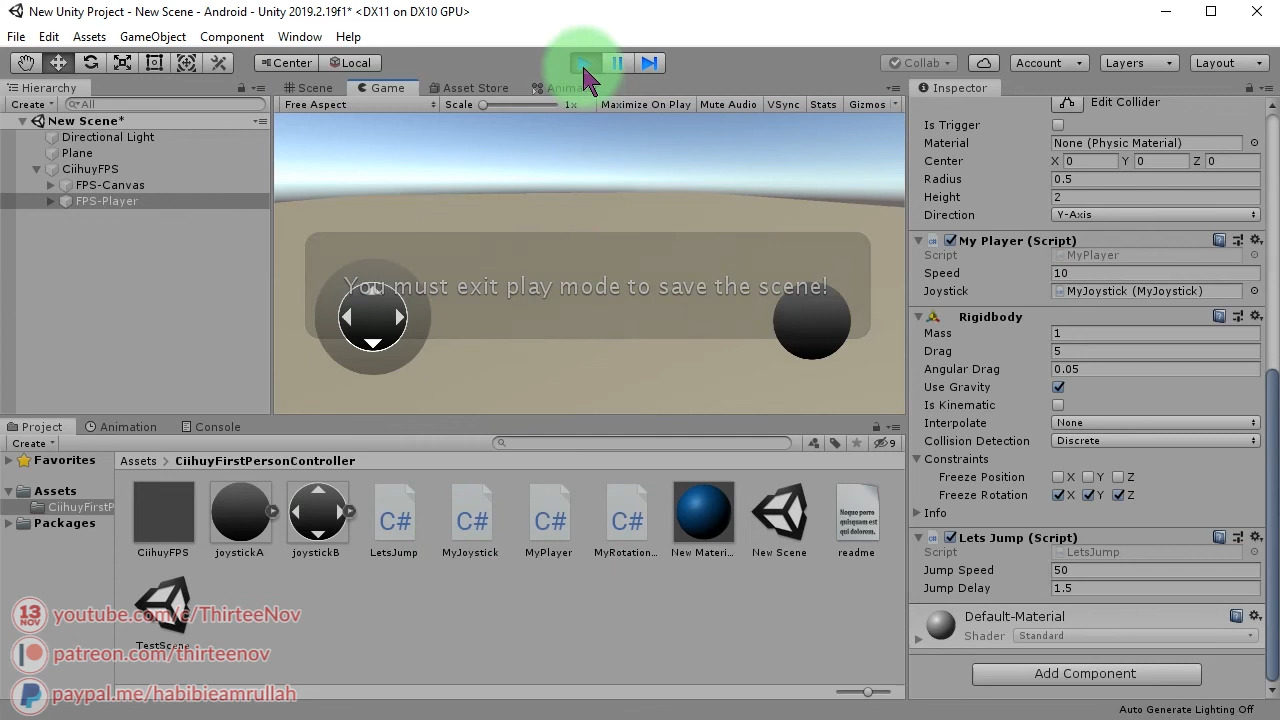 New Unity Project - New Scene - Android - Unity 2019.2.19f1* <DX11 on DX10 GPU>
File Edit Assets GameObject Component Window Help
Center Local Collab Account Layers Layout
Hierarchy
Create All
New Scene*
Directional Light
Plane
CiihuyFPS
FPS-Canvas
FPS-Player
Scene Game Asset Store
Free Aspect Scale 1x Maximize On Play Mute Audio VSync Stats Gizmos
You must exit play mode to save the scene!
Inspector
Edit Collider
Is Trigger
Material None (Physic Material)
Center X 0 Y 0 Z 0
Radius 0.5
Height 2
Direction Y-Axis
My Player (Script)
Script MyPlayer
Speed 10
Joystick MyJoystick (MyJoystick)
Rigidbody
Mass 1
Drag 5
Angular Drag 0.05
Use Gravity
Is Kinematic
Interpolate None
Collision Detection Discrete
Constraints
Freeze Position X Y Z
Freeze Rotation X Y Z
Info
Lets Jump (Script)
Script LetsJump
Jump Speed 50
Jump Delay 1.5
Default-Material
Shader Standard
Add Component
Auto Generate Lighting Off
Project Animation Console
Create 9
Favorites
Assets
CiihuyFirstP
Packages
Assets > CiihuyFirstPersonController
C# C# C# C#
Noque porro quisquam est qui dolorem.
CiihuyFPS joystickA joystickB LetsJump MyJoystick MyPlayer MyRotation... New Materi... New Scene readme
TestScene
13 NOV youtube.com/c/ThirteeNov
patreon.com/thirteenov
paypal.me/habibieamrullah